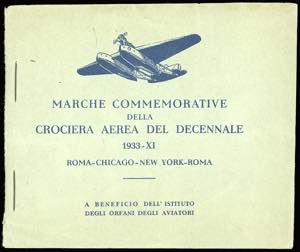 MARCHE COMMEMORATIVE
DELLA
CROCIERA AEREA DEL DECENNALE
1933-XI
ROMA-CHICAGO-NEW YORK-ROMA
A BENEFICIO DELL'ISTITUTO
DEGLI ORFANI DEGLI AVIATORI